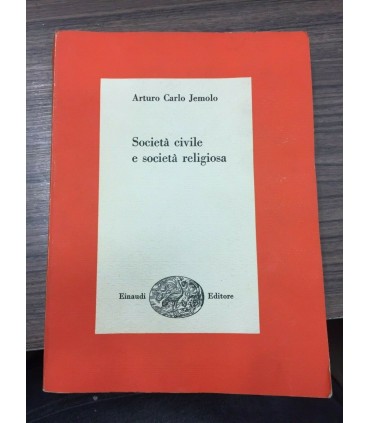 Arturo Carlo Jemolo
Società civile
e società religiosa
Einaudi Editore